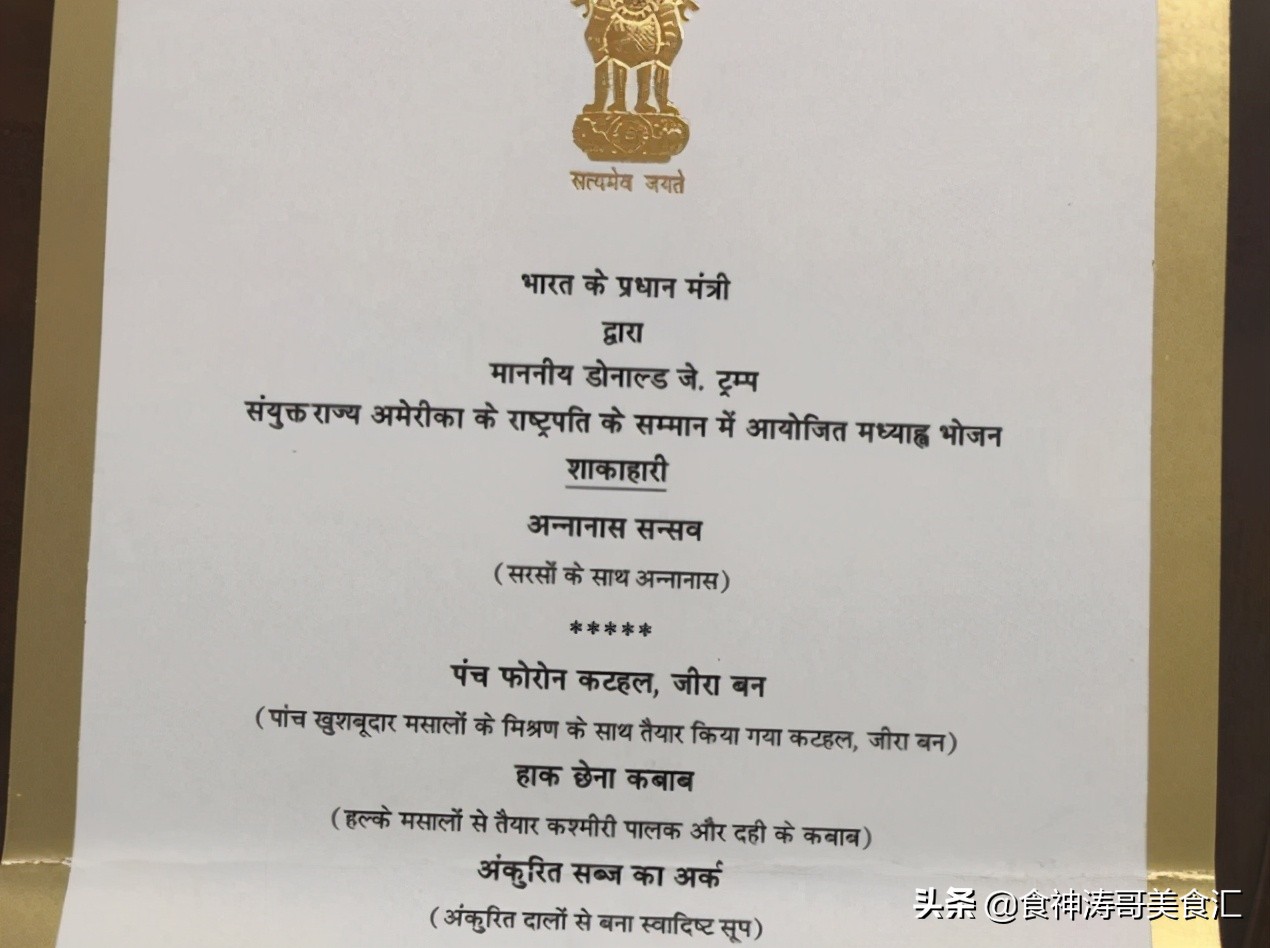 सत्यमेव जयते
भारत के प्रधान मंत्री
द्वारा
माननीय डोनाल्ड जे. ट्रम्प
संयुक्त राज्य अमेरीका के राष्ट्रपति के सम्मान में आयोजित मध्याह्न भोजन
शाकाहारी
अन्नानास सन्सव
(सरसों के साथ अन्नानास)
*****
पंच फोरोन कटहल, जीरा बन
(पांच खुशबूदार मसालों के मिश्रण के साथ तैयार किया गया कटहल, जीरा बन)
हाक छेना कबाब
(हल्के मसालों से तैयार कश्मीरी पालक और दही के कबाब)
अंकुरित सब्ज का अर्क
(अंकुरित दालों से बना स्वादिष्ट सूप)
头条 @食神涛哥美食汇